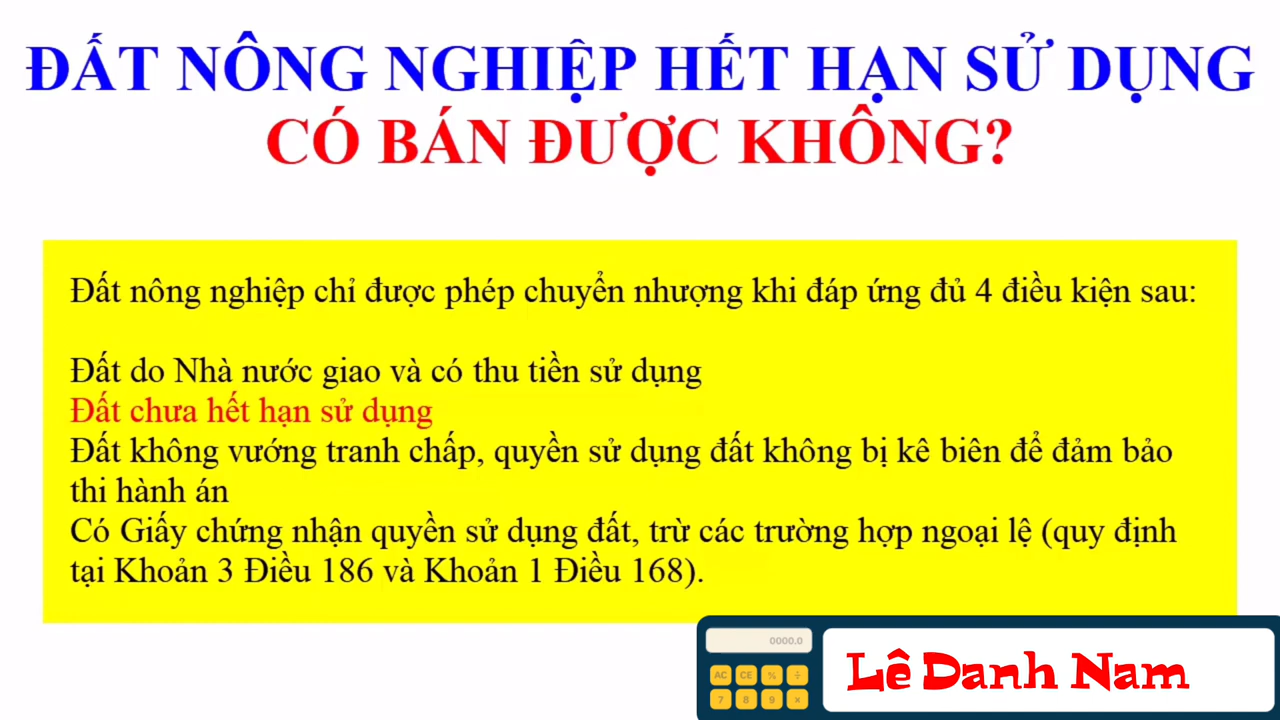 ĐẤT NÔNG NGHIỆP HẾT HẠN SỬ DỤNG
CÓ BÁN ĐƯỢC KHÔNG?
Đất nông nghiệp chỉ được phép chuyển nhượng khi đáp ứng đủ 4 điều kiện sau:
Đất do Nhà nước giao và có thu tiền sử dụng
Đất chưa hết hạn sử dụng
Đất không vướng tranh chấp, quyền sử dụng đất không bị kê biên để đảm bảo
thi hành án
Có Giấy chứng nhận quyền sử dụng đất, trừ các trường hợp ngoại lệ (quy định
tại Khoản 3 Điều 186 và Khoản 1 Điều 168).
0000.0
AC CE % ÷
7 8 9 ×
Lê Danh Nam